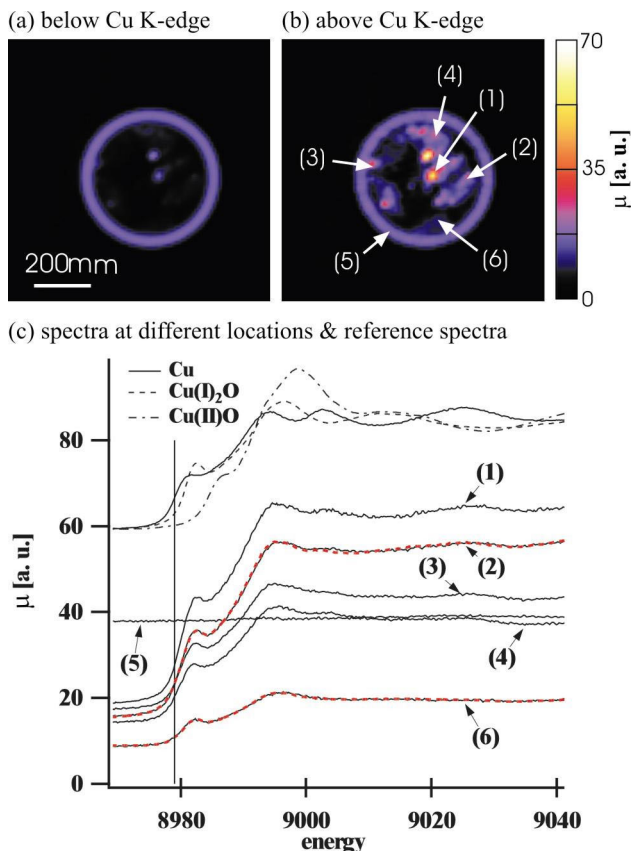 (a) below Cu K-edge
(b) above Cu K-edge
200mm
(4)
(1)
(3)
(2)
(5)
(6)
70
35
0
μ [a. u.]
(c) spectra at different locations & reference spectra
Cu
Cu(I)₂O
Cu(II)O
(1)
(2)
(3)
(4)
(5)
(6)
80
60
40
20
0
μ [a. u.]
8980 9000 9020 9040
energy